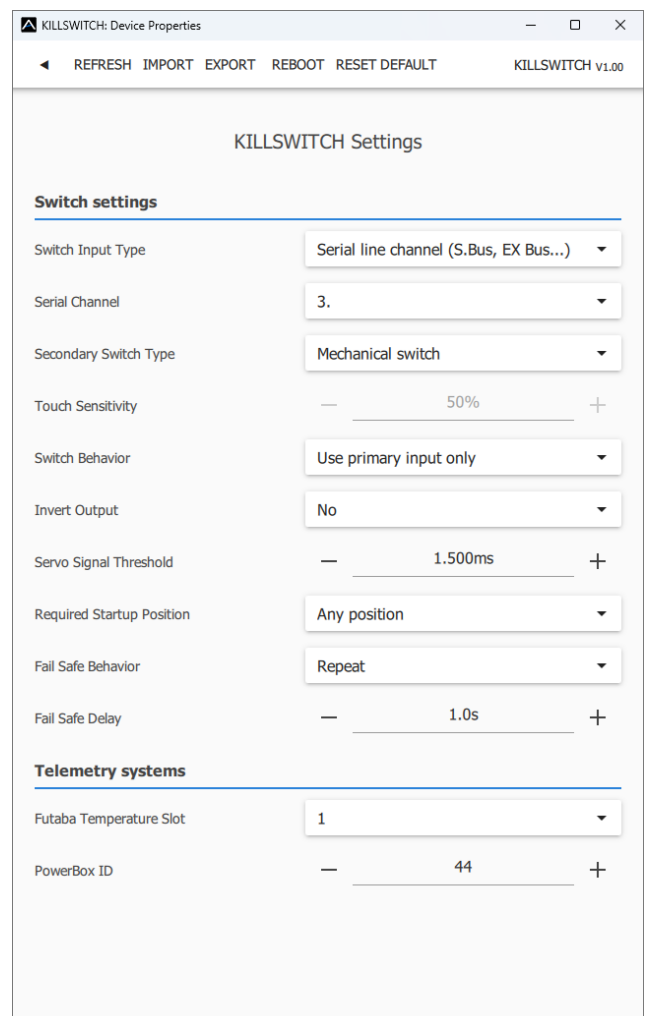 KILLSWITCH: Device Properties
REFRESH IMPORT EXPORT REBOOT RESET DEFAULT KILLSWITCH V1.00
KILLSWITCH Settings
Switch settings
Switch Input Type Serial line channel (S.Bus, EX Bus...)
Serial Channel 3.
Secondary Switch Type Mechanical switch
Touch Sensitivity — 50% +
Switch Behavior Use primary input only
Invert Output No
Servo Signal Threshold — 1.500ms +
Required Startup Position Any position
Fail Safe Behavior Repeat
Fail Safe Delay — 1.0s +
Telemetry systems
Futaba Temperature Slot 1
PowerBox ID — 44 +